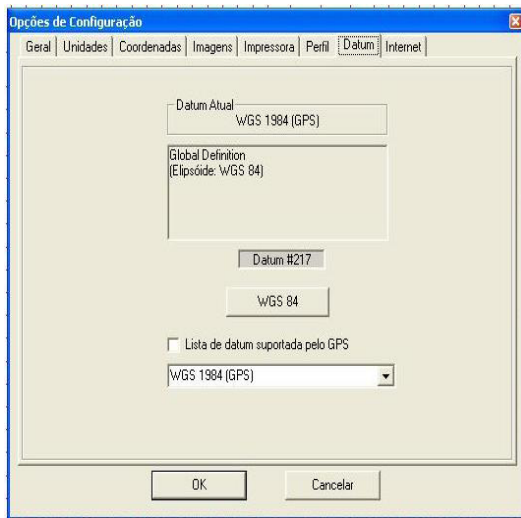 Opções de Configuração
Geral Unidades Coordenadas Imagens Impressora Perfil Datum Internet
Datum Atual
WGS 1984 (GPS)
Global Definition
(Elipsóide: WGS 84)
Datum #217
WGS 84
Lista de datum suportada pelo GPS
WGS 1984 (GPS)
OK Cancelar